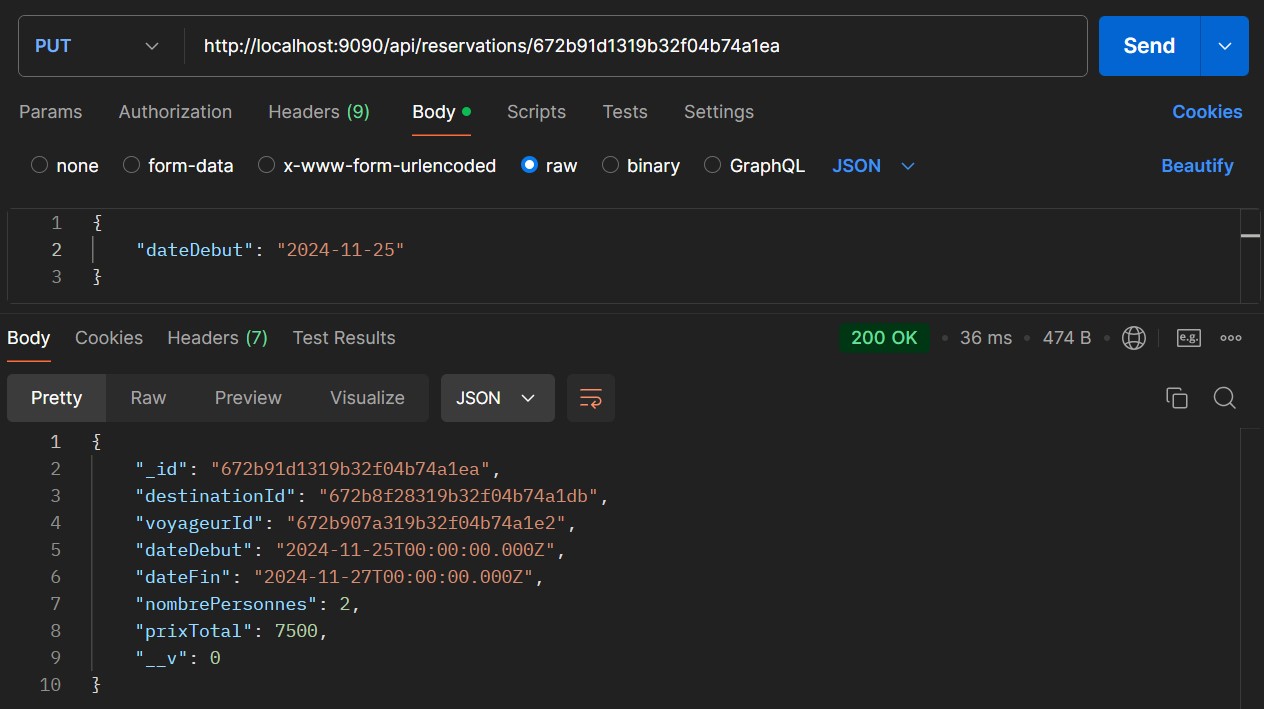 PUT http://localhost:9090/api/reservations/672b91d1319b32f04b74a1ea Send
Params Authorization Headers (9) Body Scripts Tests Settings Cookies
none form-data x-www-form-urlencoded raw binary GraphQL JSON Beautify
1 {
2 "dateDebut": "2024-11-25"
3 }
Body Cookies Headers (7) Test Results 200 OK 36 ms 474 B e.g.
Pretty Raw Preview Visualize JSON
1 {
2 "_id": "672b91d1319b32f04b74a1ea",
3 "destinationId": "672b8f28319b32f04b74a1db",
4 "voyageurId": "672b907a319b32f04b74a1e2",
5 "dateDebut": "2024-11-25T00:00:00.000Z",
6 "dateFin": "2024-11-27T00:00:00.000Z",
7 "nombrePersonnes": 2,
8 "prixTotal": 7500,
9 "__v": 0
10 }